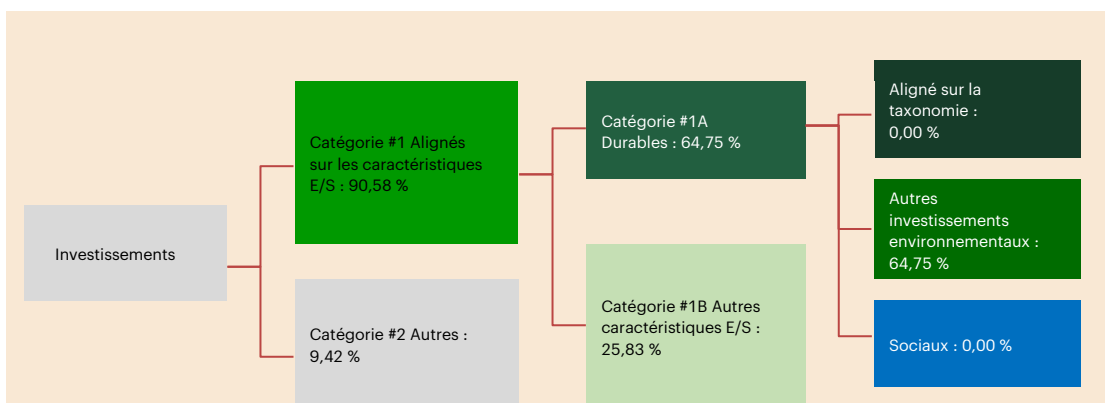 Investissements
Catégorie #1 Alignés
sur les caractéristiques
E/S : 90,58 %
Catégorie #2 Autres :
9,42 %
Catégorie #1A
Durables : 64,75 %
Catégorie #1B Autres
caractéristiques E/S :
25,83 %
Aligné sur la
taxonomie :
0,00 %
Autres
investissements
environnementaux :
64,75 %
Sociaux : 0,00 %